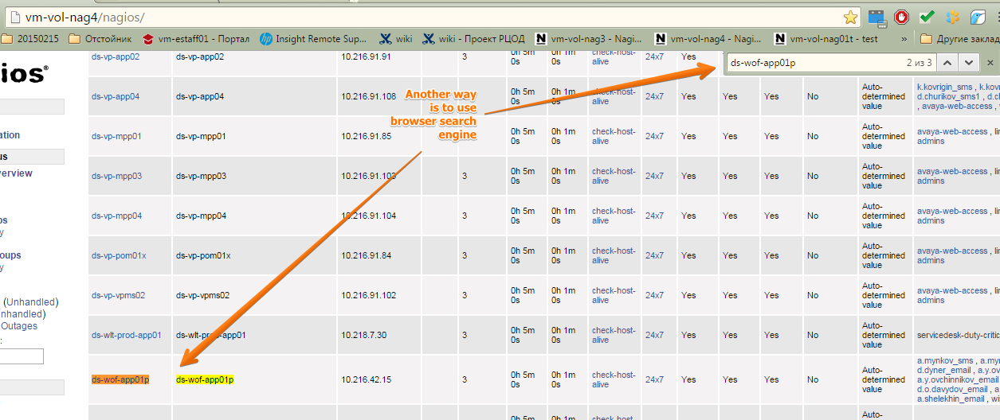 vm-vol-nag4/nagios/
20150215 Отстойник vm-estaff01 - Портал Insight Remote Sup... wiki wiki - Проект РЦОД vm-vol-nag3 - Nagi... vm-vol-nag4 - Nagi... vm-vol-nag01t - test » Другие заклад
ds-wof-app01p 2 из 3
ios®
ation
us
verview
ps
y
oups
y
(Unhandled)
nhandled)
Outages
:
ds-vp-app02 ds-vp-app02 10.216.91.91 3 0h 5m 0h 1m check-host- 24x7 Yes
0s 0s alive
ds-vp-app04 ds-vp-app04 10.216.91.108 3 0h 5m 0h 1m check-host- 24x7 Yes Yes Yes No Auto- k.kovrigin_sms , k.kov
0s 0s alive determined d.churikov_sms1 , d.c
value , avaya-web-access ,
Another way
is to use
browser search
engine
ds-vp-mpp01 ds-vp-mpp01 10.216.91.85 3 0h 5m 0h 1m check-host- 24x7 Yes Yes Yes No Auto- avaya-web-access , li
0s 0s alive determined admins
value
ds-vp-mpp03 ds-vp-mpp03 10.216.91.103 3 0h 5m 0h 1m check-host- 24x7 Yes Yes Yes No Auto- avaya-web-access , li
0s 0s alive determined admins
value
ds-vp-mpp04 ds-vp-mpp04 10.216.91.104 3 0h 5m 0h 1m check-host- 24x7 Yes Yes Yes No Auto- avaya-web-access , li
0s 0s alive determined admins
value
ds-vp-pom01x ds-vp-pom01x 10.216.91.84 3 0h 5m 0h 1m check-host- 24x7 Yes Yes Yes No Auto- avaya-web-access , li
0s 0s alive determined admins
value
ds-vp-vpms02 ds-vp-vpms02 10.216.91.102 3 0h 5m 0h 1m check-host- 24x7 Yes Yes Yes No Auto- avaya-web-access , li
0s 0s alive determined admins
value
ds-wlt-prod-app01 ds-wlt-prod-app01 10.218.7.30 3 0h 5m 0h 1m check-host- 24x7 Yes Yes Yes No Auto- servicedesk-duty-critic
0s 0s alive determined
value
ds-wof-app01p ds-wof-app01p 10.216.42.15 3 0h 5m 0h 1m check-host- 24x7 Yes Yes Yes No Auto- a.mynkov_sms , a.myn
0s 0s alive determined d.dyner_email , a.y.ov
value a.y.ovchinnikov_email
d.o.davydov_email , a
a.shelekhin_email , wi
0h 5m 0h 1m check-host- Auto-